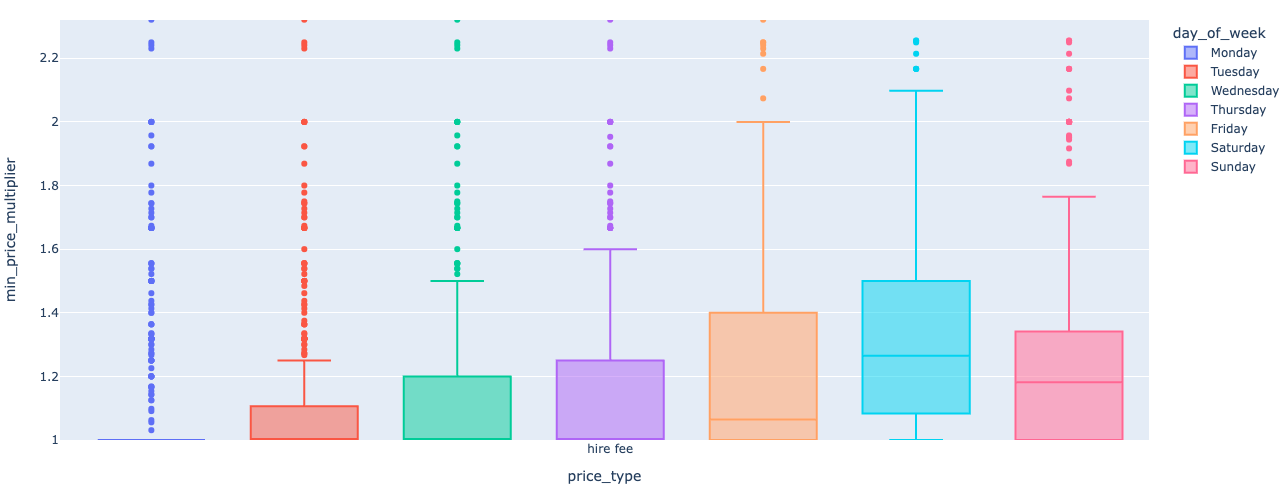 min_price_multiplier
2.2
2
1.8
1.6
1.4
1.2
1
hire fee
price_type
day_of_week
Monday
Tuesday
Wednesday
Thursday
Friday
Saturday
Sunday